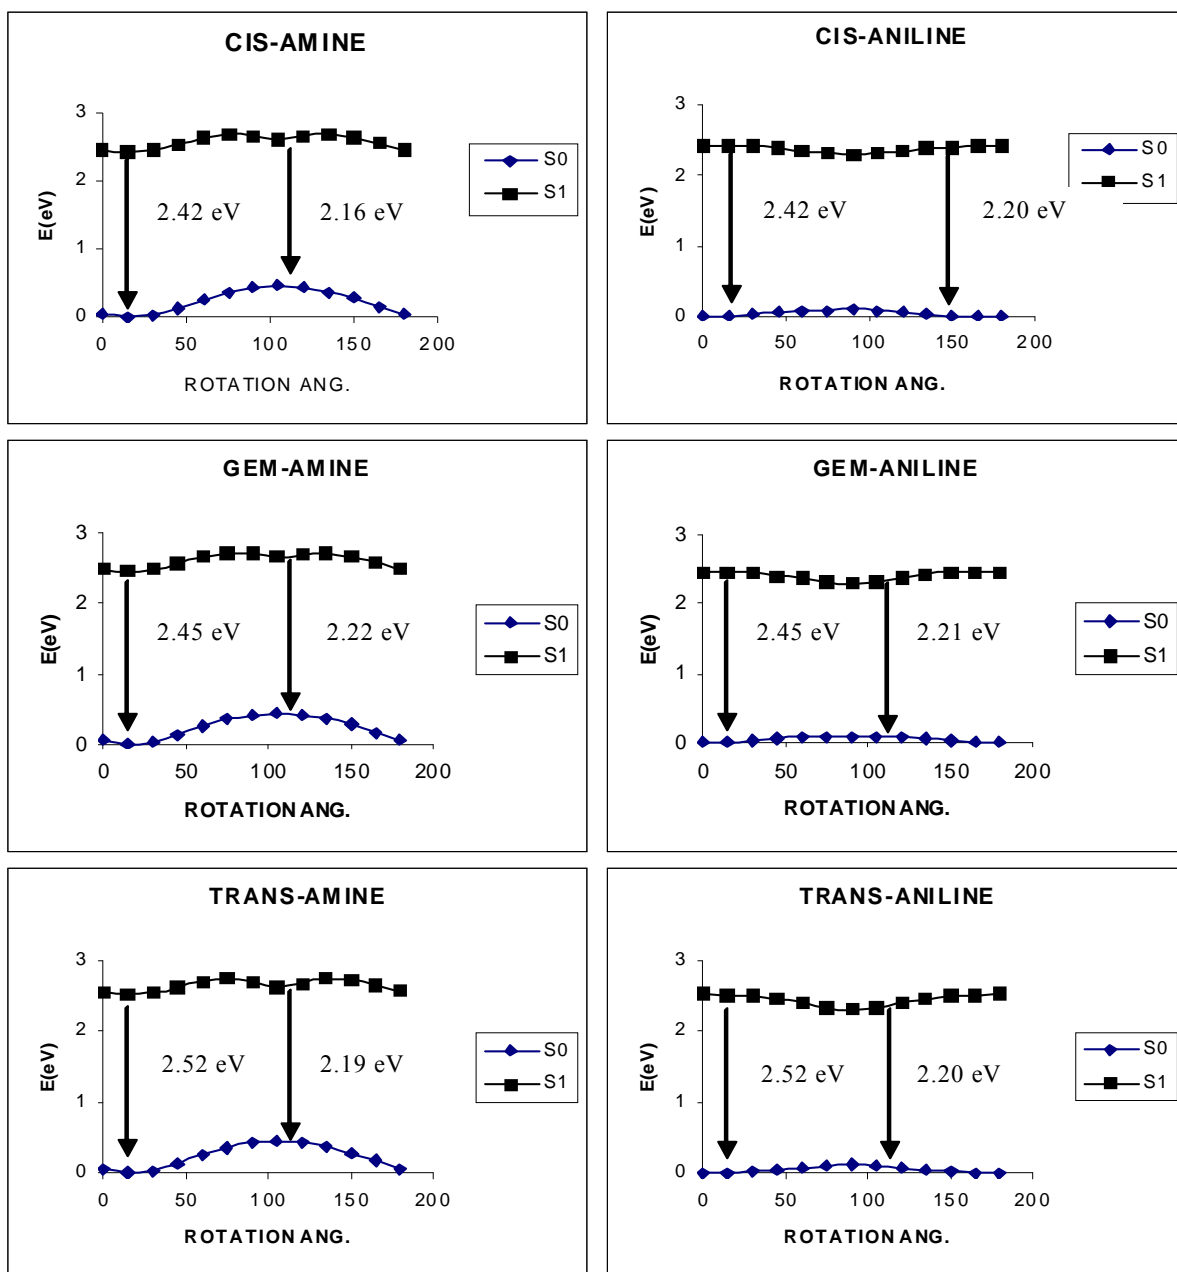 CIS-AMINE
3
2
1
0
E(eV)
2.42 eV
2.16 eV
S0
S1
0
50
100
150
200
ROTATION ANG.
CIS-ANILINE
3
2
1
0
E(eV)
2.42 eV
2.20 eV
S0
S1
0
50
100
150
200
ROTATION ANG.
GEM-AMINE
3
2
1
0
E(eV)
2.45 eV
2.22 eV
S0
S1
0
50
100
150
200
ROTATION ANG.
GEM-ANILINE
3
2
1
0
E(eV)
2.45 eV
2.21 eV
S0
S1
0
50
100
150
200
ROTATION ANG.
TRANS-AMINE
3
2
1
0
E(eV)
2.52 eV
2.19 eV
S0
S1
0
50
100
150
200
ROTATION ANG.
TRANS-ANILINE
3
2
1
0
E(eV)
2.52 eV
2.20 eV
S0
S1
0
50
100
150
200
ROTATION ANG.